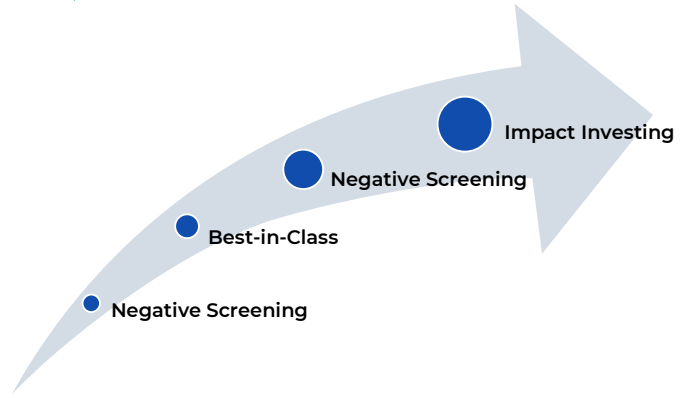 Impact Investing
Negative Screening
Best-in-Class
Negative Screening